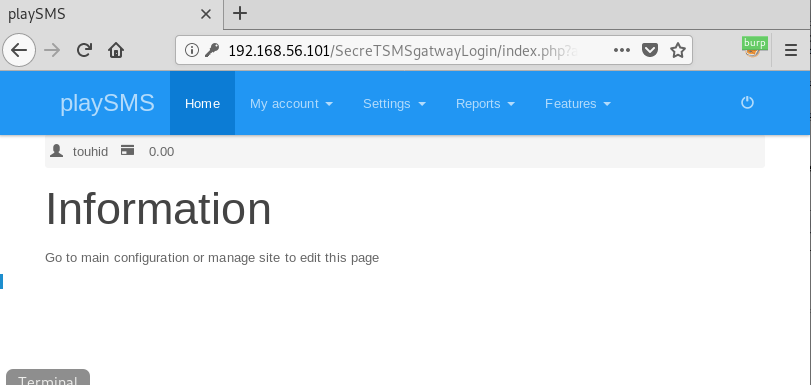 playSMS
192.168.56.101/SecreTSMSgatwayLogin/index.php?a
burp
playSMS Home My account Settings Reports Features
touhid 0.00
Information
Go to main configuration or manage site to edit this page
Terminal